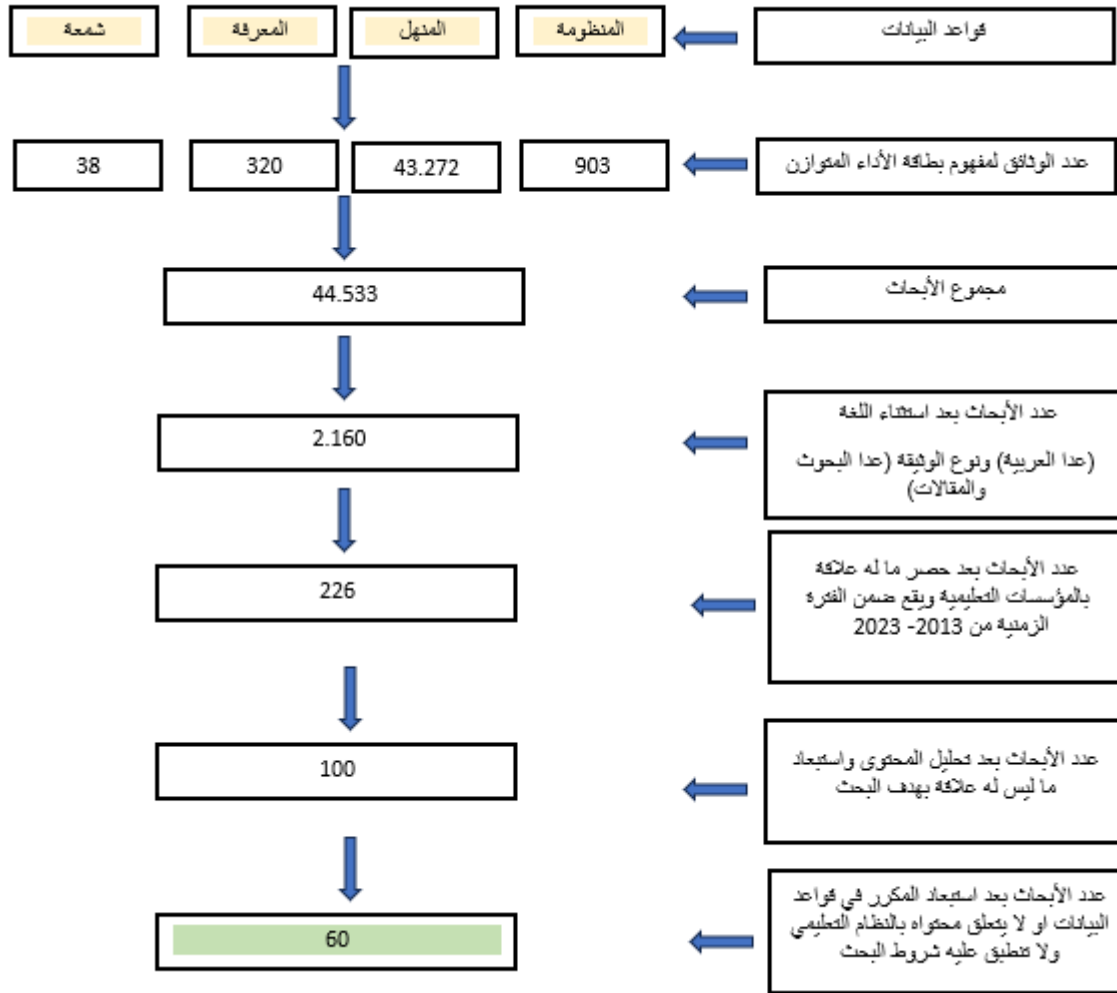 قواعد البيانات
المنظومة
المنهل
المعرفة
شمعة
عدد الوثائق لمفهوم بطاقة الأداء المتوازن
903
43.272
320
38
مجموع الأبحاث
44.533
عدد الأبحاث بعد استثناء اللغة
(عدا العربية) ونوع الوثيقة (عدا البحوث
والمقالات)
2.160
عدد الأبحاث بعد حصر ما له علاقة
بالمؤسسات التعليمية ويقع ضمن الفترة
الزمنية من 2013- 2023
226
عدد الأبحاث بعد تحليل المحتوى واستبعاد
ما ليس له علاقة بهدف البحث
100
عدد الأبحاث بعد استبعاد المكرر في قواعد
البيانات او لا يتعلق محتواه بالنظام التعليمي
ولا تنطبق عليه شروط البحث
60